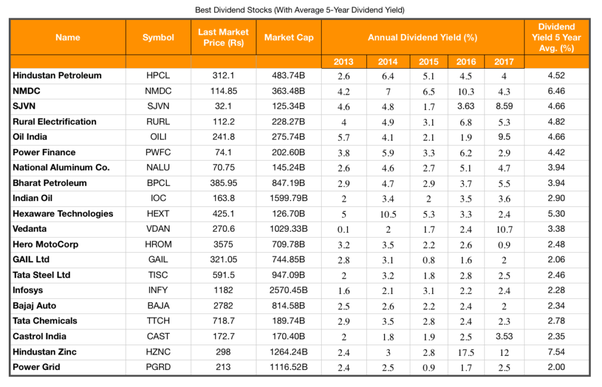 Best Dividend Stocks (With Average 5-Year Dividend Yield)
Name Symbol Last Market Price (Rs) Market Cap Annual Dividend Yield (%) Dividend Yield 5 Year Avg. (%)
2013 2014 2015 2016 2017
Hindustan Petroleum HPCL 312.1 483.74B 2.6 6.4 5.1 4.5 4 4.52
NMDC NMDC 114.85 363.48B 4.2 7 6.5 10.3 4.3 6.46
SJVN SJVN 32.1 125.34B 4.6 4.8 1.7 3.63 8.59 4.66
Rural Electrification RURL 112.2 228.27B 4 4.9 3.1 6.8 5.3 4.82
Oil India OILI 241.8 275.74B 5.7 4.1 2.1 1.9 9.5 4.66
Power Finance PWFC 74.1 202.60B 3.8 5.9 3.3 6.2 2.9 4.42
National Aluminum Co. NALU 70.75 145.24B 2.6 4.6 2.7 5.1 4.7 3.94
Bharat Petroleum BPCL 385.95 847.19B 2.9 4.7 2.9 3.7 5.5 3.94
Indian Oil IOC 163.8 1599.79B 2 3.4 2 3.5 3.6 2.90
Hexaware Technologies HEXT 425.1 126.70B 5 10.5 5.3 3.3 2.4 5.30
Vedanta VDAN 270.6 1029.33B 0.1 2 1.7 2.4 10.7 3.38
Hero MotoCorp HROM 3575 709.78B 3.2 3.5 2.2 2.6 0.9 2.48
GAIL Ltd GAIL 321.05 744.85B 2.8 3.1 0.8 1.6 2 2.06
Tata Steel Ltd TISC 591.5 947.09B 2 3.2 1.8 2.8 2.5 2.46
Infosys INFY 1182 2570.45B 1.6 2.1 3.1 2.2 2.4 2.28
Bajaj Auto BAJA 2782 814.58B 2.5 2.6 2.2 2.4 2 2.34
Tata Chemicals TTCH 718.7 189.74B 2.9 3.5 2.8 2.4 2.3 2.78
Castrol India CAST 172.7 170.40B 2 1.8 1.9 2.5 3.53 2.35
Hindustan Zinc HZNC 298 1264.24B 2.4 3 2.8 17.5 12 7.54
Power Grid PGRD 213 1116.52B 2.4 2.5 0.9 1.7 2.5 2.00